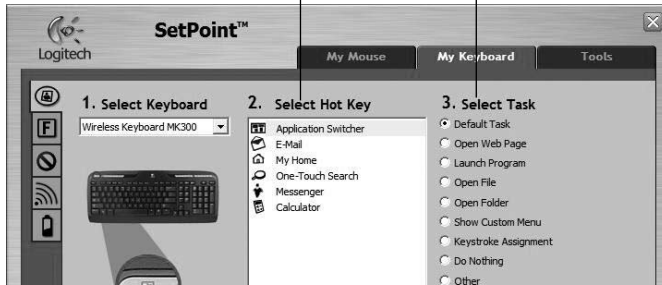 Logitech
SetPoint™
My Mouse
My Keyboard
Tools
1. Select Keyboard
Wireless Keyboard MK300
2. Select Hot Key
Application Switcher
E-Mail
My Home
One-Touch Search
Messenger
Calculator
3. Select Task
Default Task
Open Web Page
Launch Program
Open File
Open Folder
Show Custom Menu
Keystroke Assignment
Do Nothing
Other
F